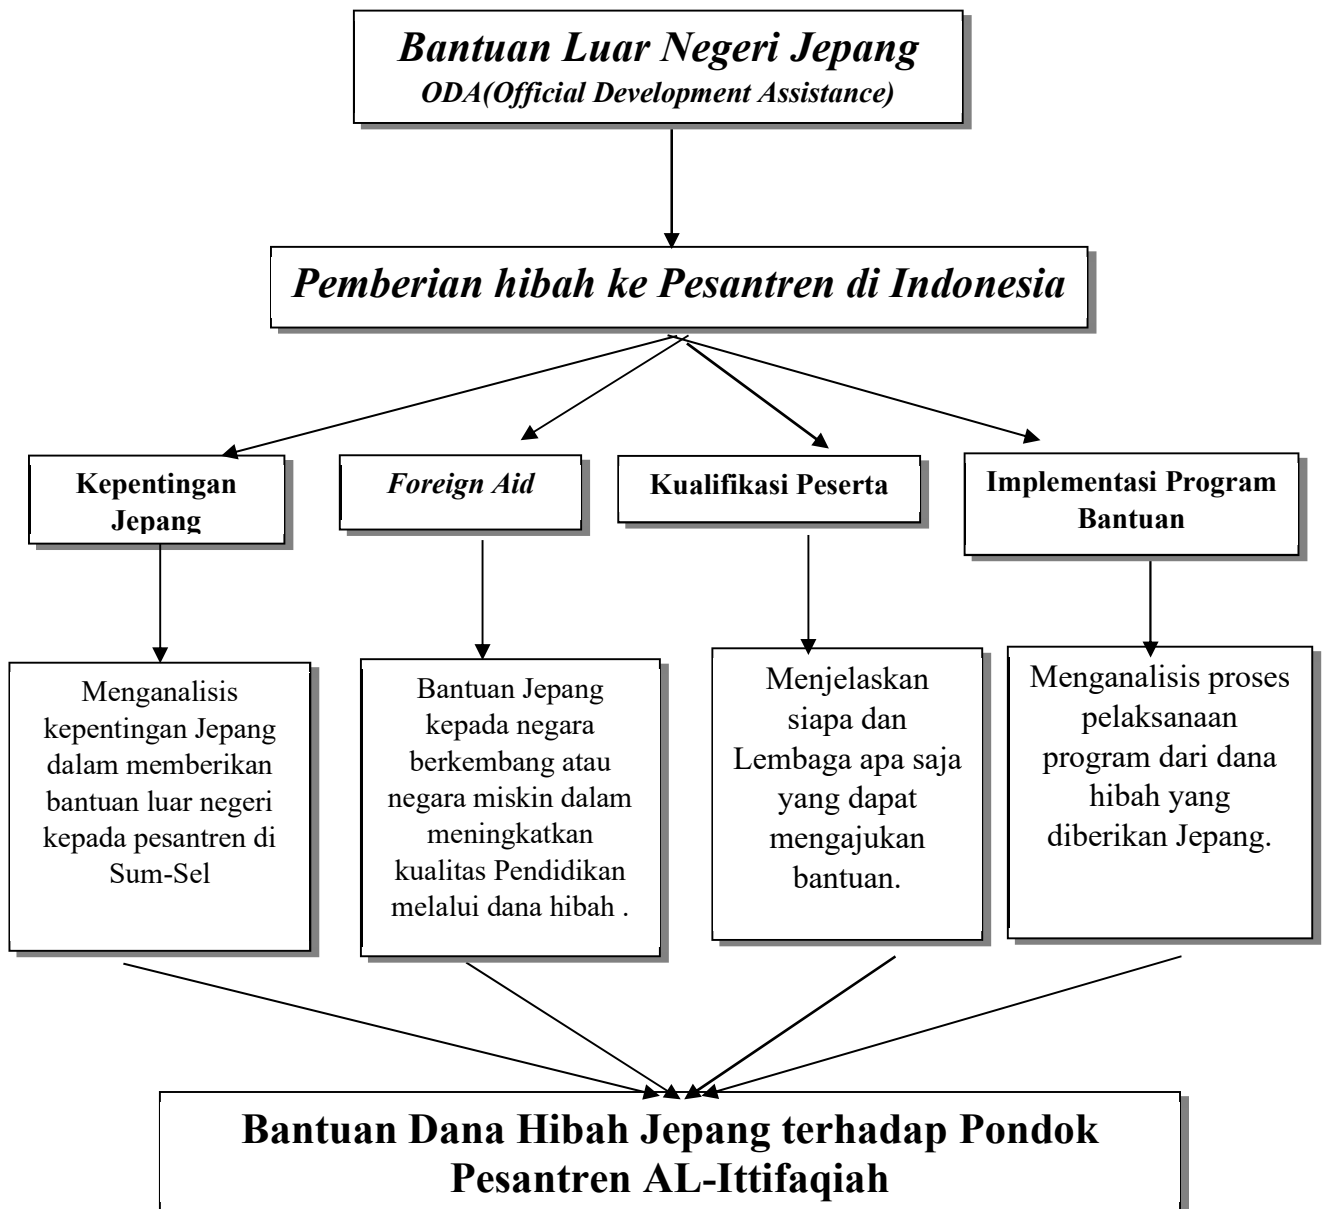 Bantuan Luar Negeri Jepang
ODA(Official Development Assistance)
Pemberian hibah ke Pesantren di Indonesia
Kepentingan
Jepang
Foreign Aid
Kualifikasi Peserta
Implementasi Program
Bantuan
Menganalisis
kepentingan Jepang
dalam memberikan
bantuan luar negeri
kepada pesantren di
Sum-Sel
Bantuan Jepang
kepada negara
berkembang atau
negara miskin dalam
meningkatkan
kualitas Pendidikan
melalui dana hibah .
Menjelaskan
siapa dan
Lembaga apa saja
yang dapat
mengajukan
bantuan.
Menganalisis proses
pelaksanaan
program dari dana
hibah yang
diberikan Jepang.
Bantuan Dana Hibah Jepang terhadap Pondok
Pesantren AL-Ittifaqiah